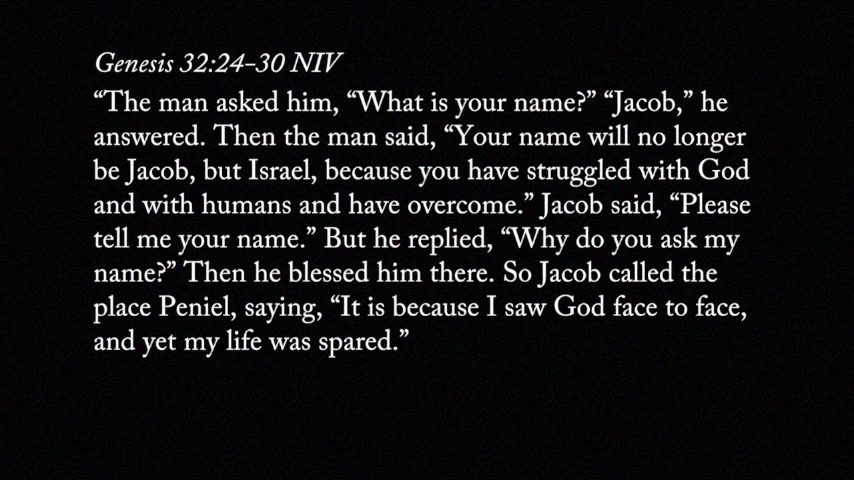 Genesis 32:24–30 NIV
“The man asked him, “What is your name?” “Jacob,” he
answered. Then the man said, “Your name will no longer
be Jacob, but Israel, because you have struggled with God
and with humans and have overcome.” Jacob said, “Please
tell me your name.” But he replied, “Why do you ask my
name?” Then he blessed him there. So Jacob called the
place Peniel, saying, “It is because I saw God face to face,
and yet my life was spared.”